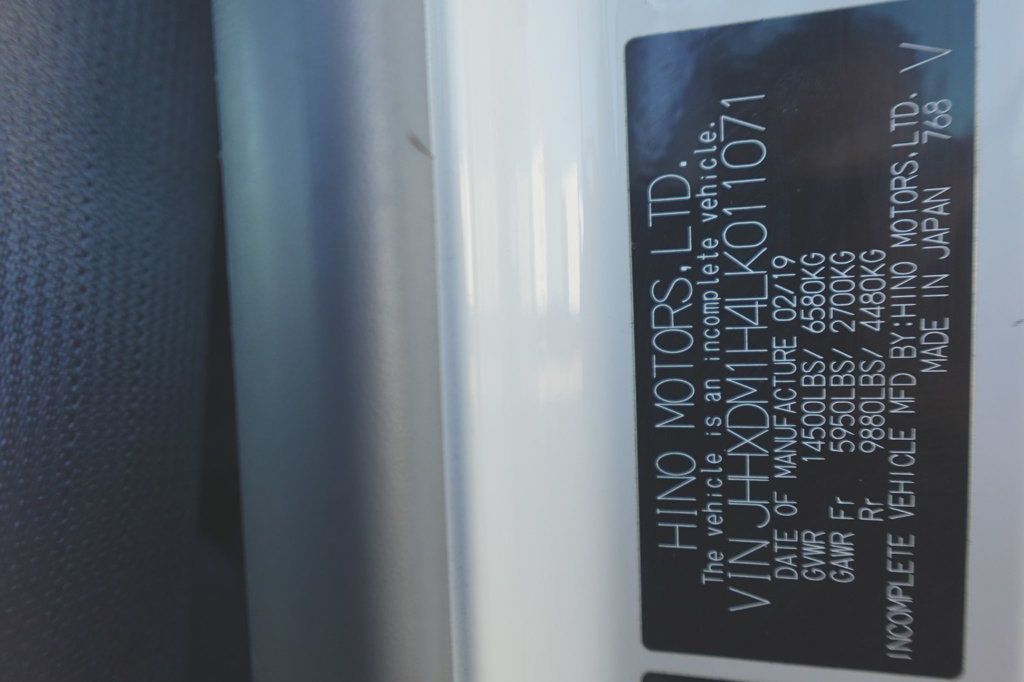 HINO MOTORS,LTD.
The vehicle is an incomplete vehicle.
VIN JHHXDM1H4LK011071
DATE OF MANUFACTURE 02/19
GVWR 14500LBS/ 6580KG
GAWR Fr 5950LBS/ 2700KG
Rr 9880LBS/ 4480KG
INCOMPLETE VEHICLE MFD BY:HINO MOTORS,LTD. V
MADE IN JAPAN 768